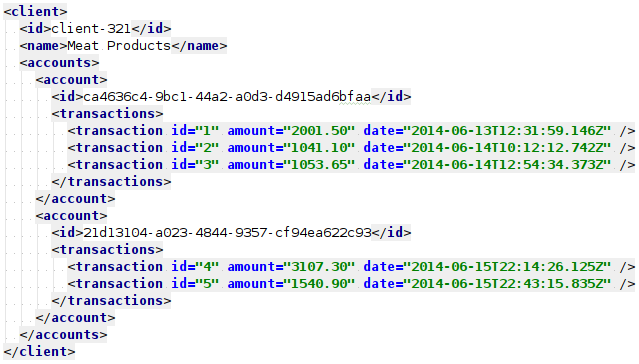 <client>
<id>client-321</id>
<name>Meat Products</name>
<accounts>
<account>
<id>ca4636c4-9bc1-44a2-a0d3-d4915ad6bfaa</id>
<transactions>
<transaction id="1" amount="2001.50" date="2014-06-13T12:31:59.146Z" />
<transaction id="2" amount="1041.10" date="2014-06-14T10:12:12.742Z" />
<transaction id="3" amount="1053.65" date="2014-06-14T12:54:34.373Z" />
</transactions>
</account>
<account>
<id>21d13104-a023-4844-9357-cf94ea622c93</id>
<transactions>
<transaction id="4" amount="3107.30" date="2014-06-15T22:14:26.125Z" />
<transaction id="5" amount="1540.90" date="2014-06-15T22:43:15.835Z" />
</transactions>
</account>
</accounts>
</client>